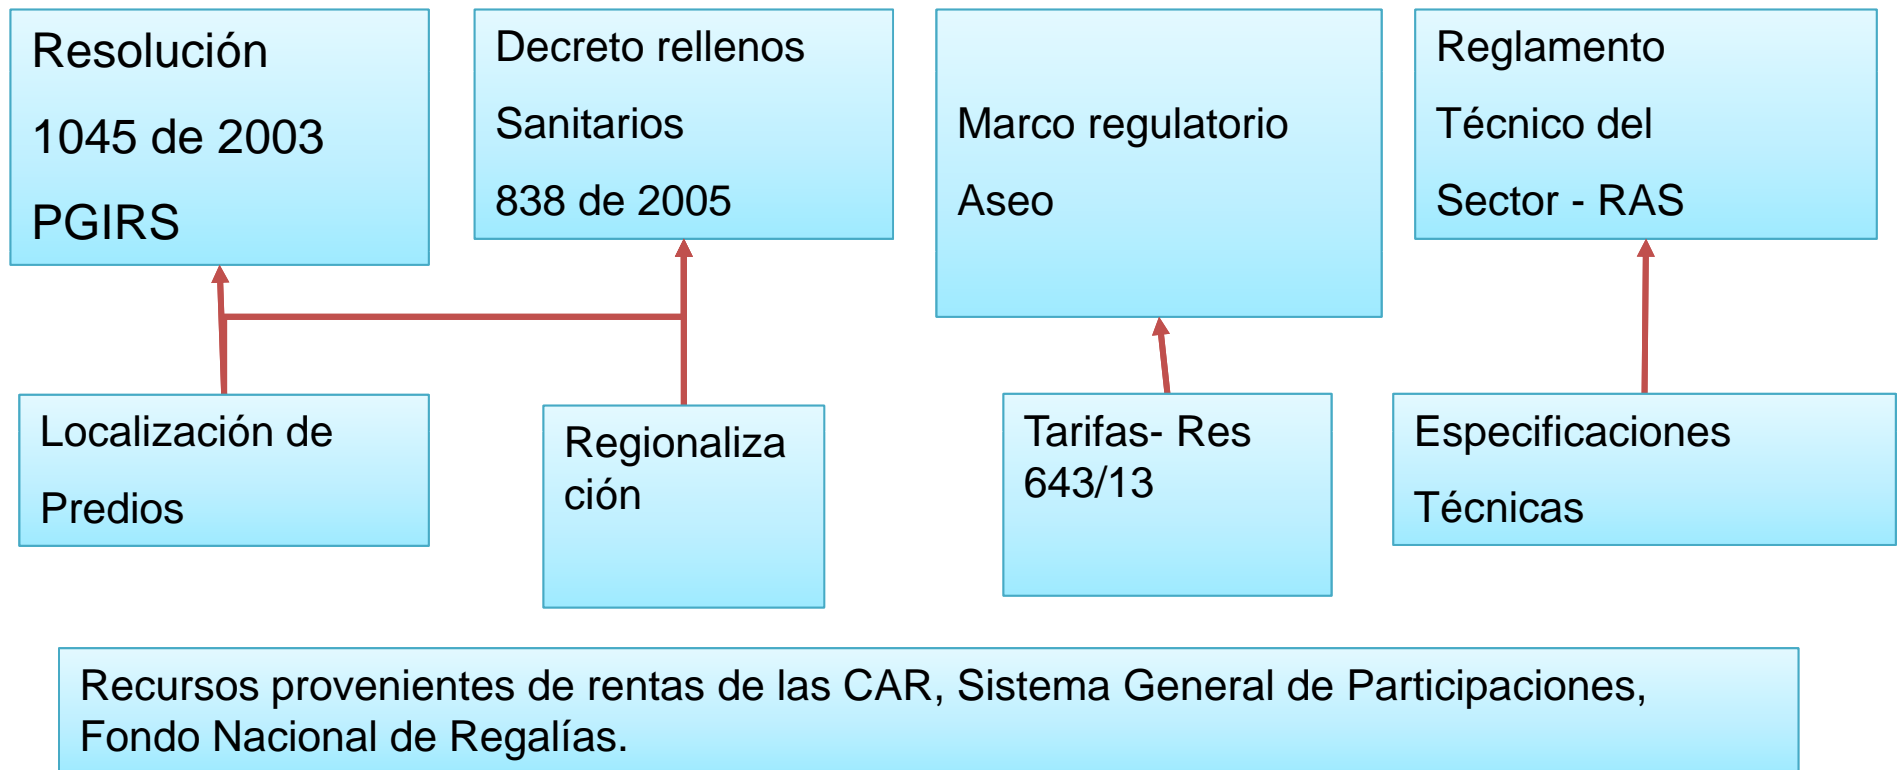 Resolución
1045 de 2003
PGIRS
Decreto rellenos
Sanitarios
838 de 2005
Marco regulatorio
Aseo
Reglamento
Técnico del
Sector - RAS
Localización de
Predios
Regionaliza
ción
Tarifas- Res
643/13
Especificaciones
Técnicas
Recursos provenientes de rentas de las CAR, Sistema General de Participaciones,
Fondo Nacional de Regalías.